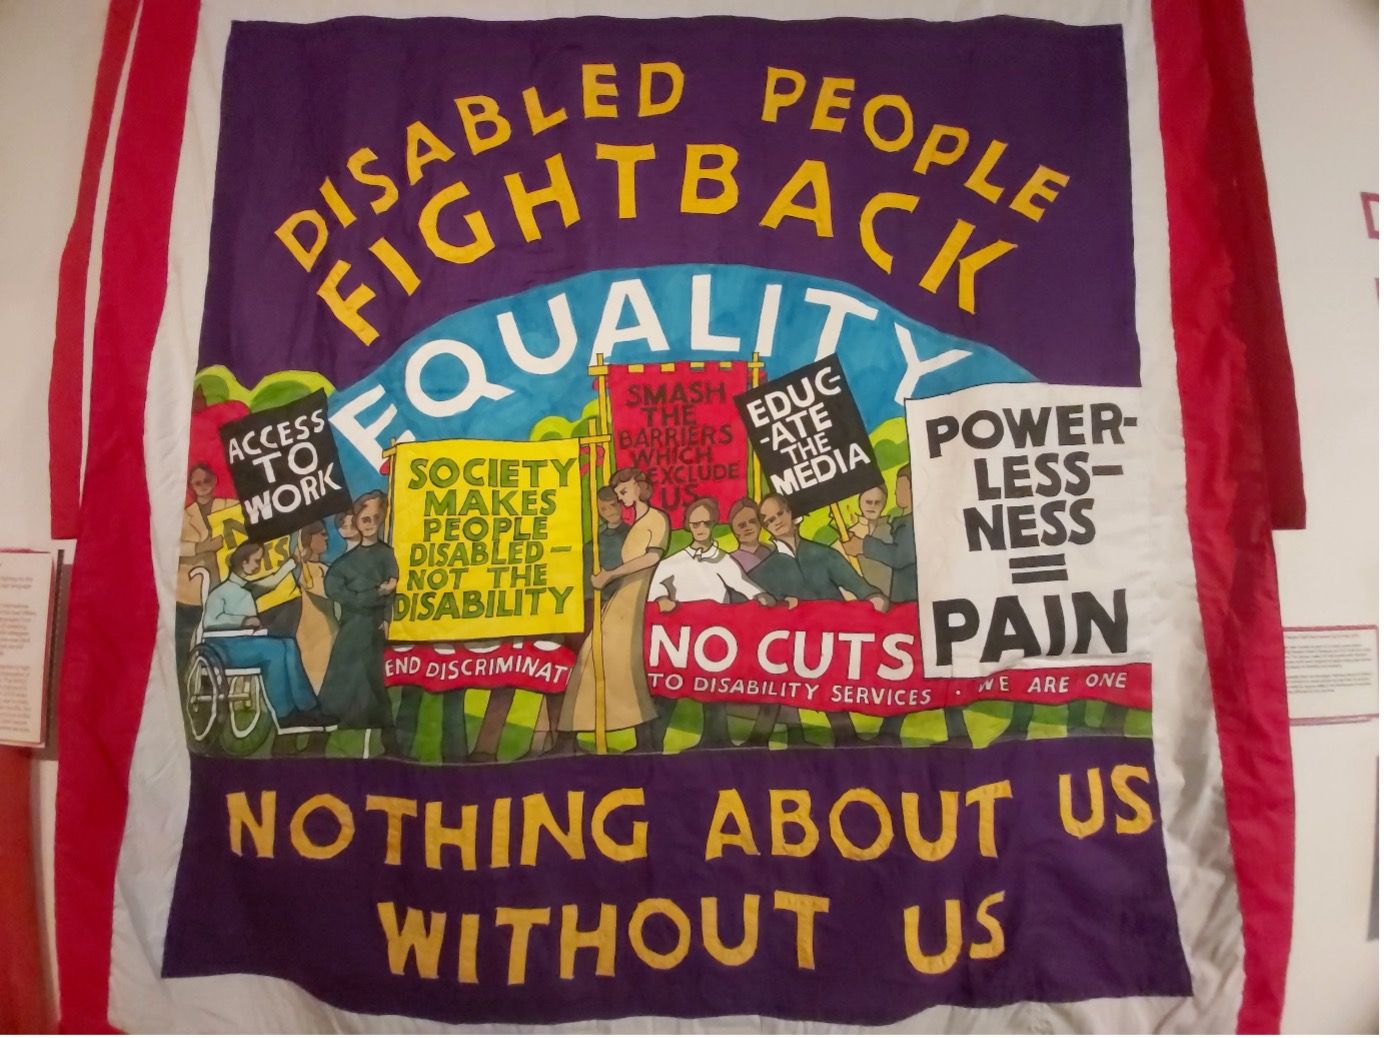 DISABLED PEOPLE
FIGHTBACK
EQUALITY
ACCESS
TO
WORK
SOCIETY
MAKES
PEOPLE
DISABLED—
NOT THE
DISABILITY
SMASH
THE
BARRIERS
WHICH
EXCLUDE
US
EDUC-
-ATE
THE
MEDIA
POWER-
LESS—
NESS
=
PAIN
END DISCRIMINATI
NO CUTS
TO DISABILITY SERVICES · WE ARE ONE
NOTHING ABOUT US
WITHOUT US